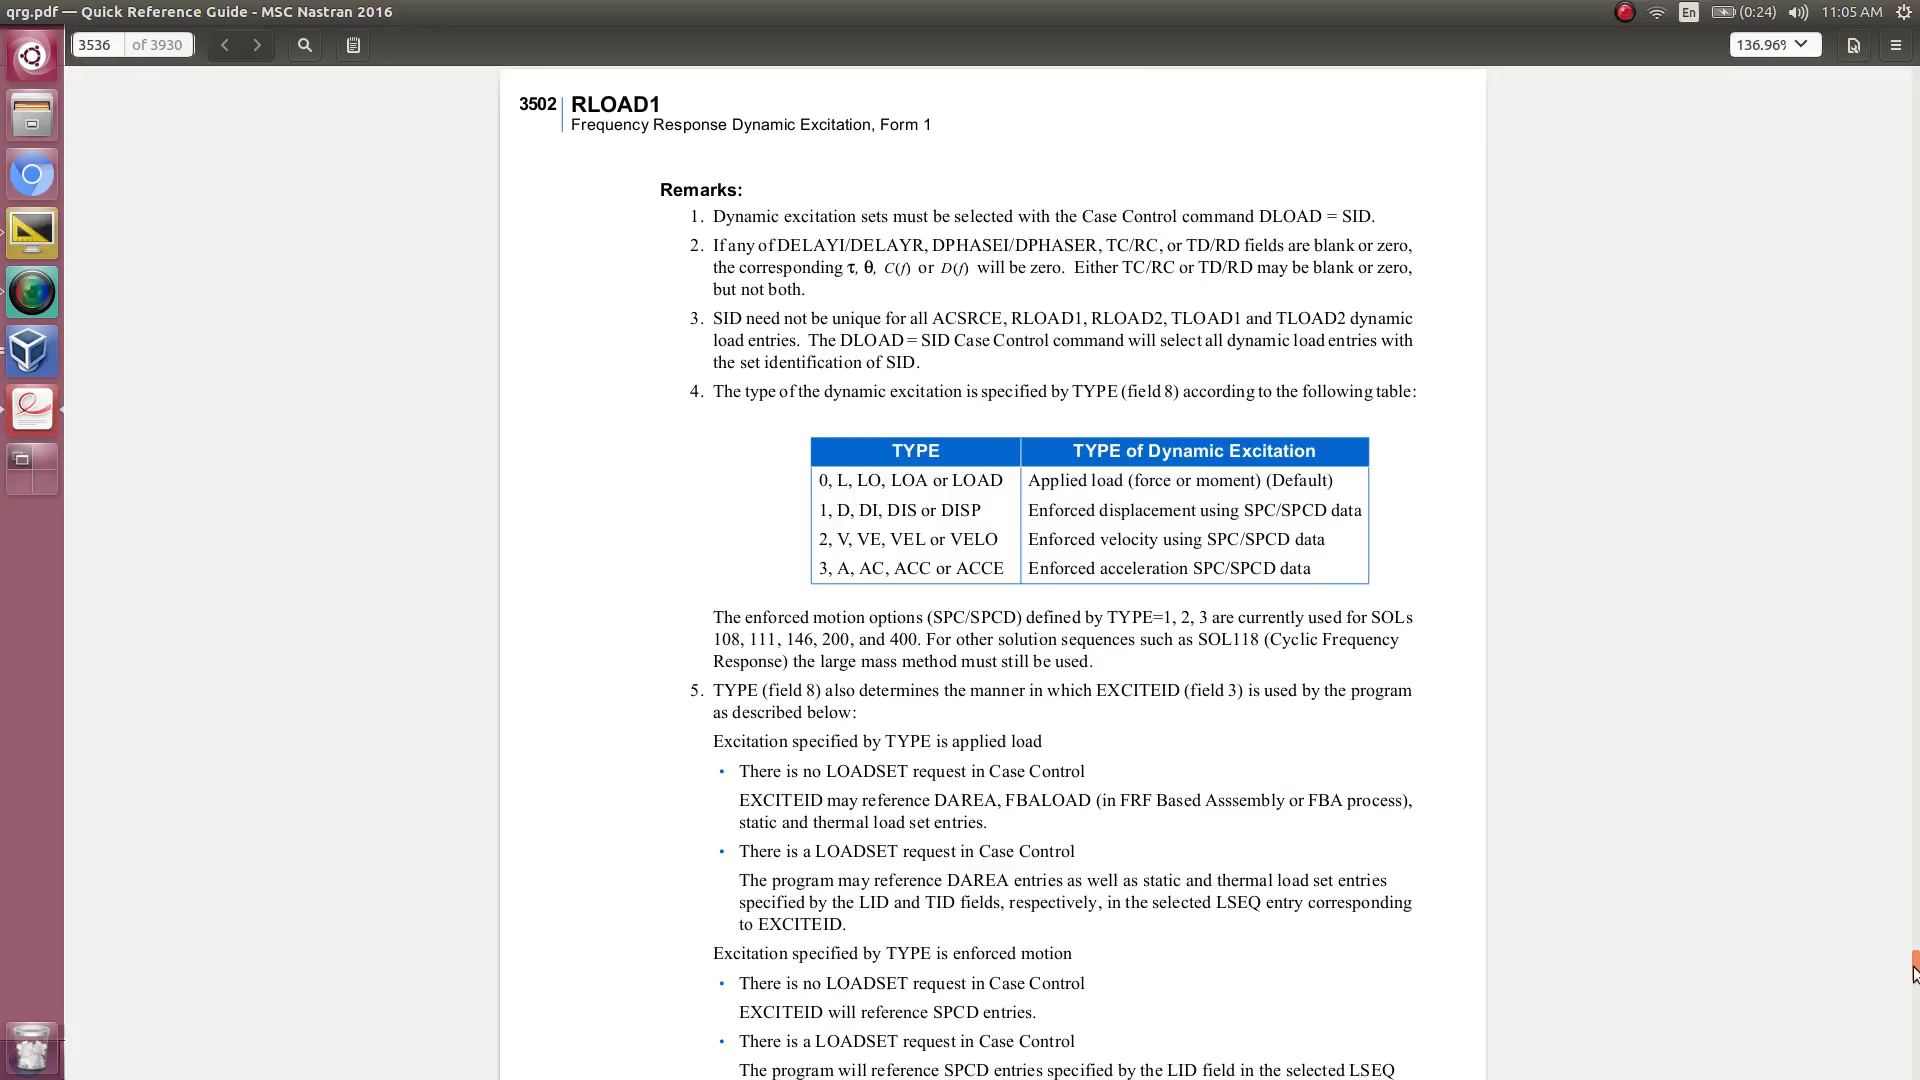 qrg.pdf — Quick Reference Guide - MSC Nastran 2016
En
(0:24)
11:05 AM
3536
of 3930
136.96%
3502
RLOAD1
Frequency Response Dynamic Excitation, Form 1
Remarks:
1. Dynamic excitation sets must be selected with the Case Control command DLOAD = SID.
2. If any of DELAYI/DELAYR, DPHASEI/DPHASER, TC/RC, or TD/RD fields are blank or zero,
the corresponding τ, θ, C(f) or D(f) will be zero. Either TC/RC or TD/RD may be blank or zero,
but not both.
3. SID need not be unique for all ACSRCE, RLOAD1, RLOAD2, TLOAD1 and TLOAD2 dynamic
load entries. The DLOAD = SID Case Control command will select all dynamic load entries with
the set identification of SID.
4. The type of the dynamic excitation is specified by TYPE (field 8) according to the following table:
TYPE
TYPE of Dynamic Excitation
0, L, LO, LOA or LOAD
Applied load (force or moment) (Default)
1, D, DI, DIS or DISP
Enforced displacement using SPC/SPCD data
2, V, VE, VEL or VELO
Enforced velocity using SPC/SPCD data
3, A, AC, ACC or ACCE
Enforced acceleration SPC/SPCD data
The enforced motion options (SPC/SPCD) defined by TYPE=1, 2, 3 are currently used for SOLs
108, 111, 146, 200, and 400. For other solution sequences such as SOL118 (Cyclic Frequency
Response) the large mass method must still be used.
5. TYPE (field 8) also determines the manner in which EXCITEID (field 3) is used by the program
as described below:
Excitation specified by TYPE is applied load
• There is no LOADSET request in Case Control
EXCITEID may reference DAREA, FBALOAD (in FRF Based Asssembly or FBA process),
static and thermal load set entries.
• There is a LOADSET request in Case Control
The program may reference DAREA entries as well as static and thermal load set entries
specified by the LID and TID fields, respectively, in the selected LSEQ entry corresponding
to EXCITEID.
Excitation specified by TYPE is enforced motion
• There is no LOADSET request in Case Control
EXCITEID will reference SPCD entries.
• There is a LOADSET request in Case Control
The program will reference SPCD entries specified by the LID field in the selected LSEQ